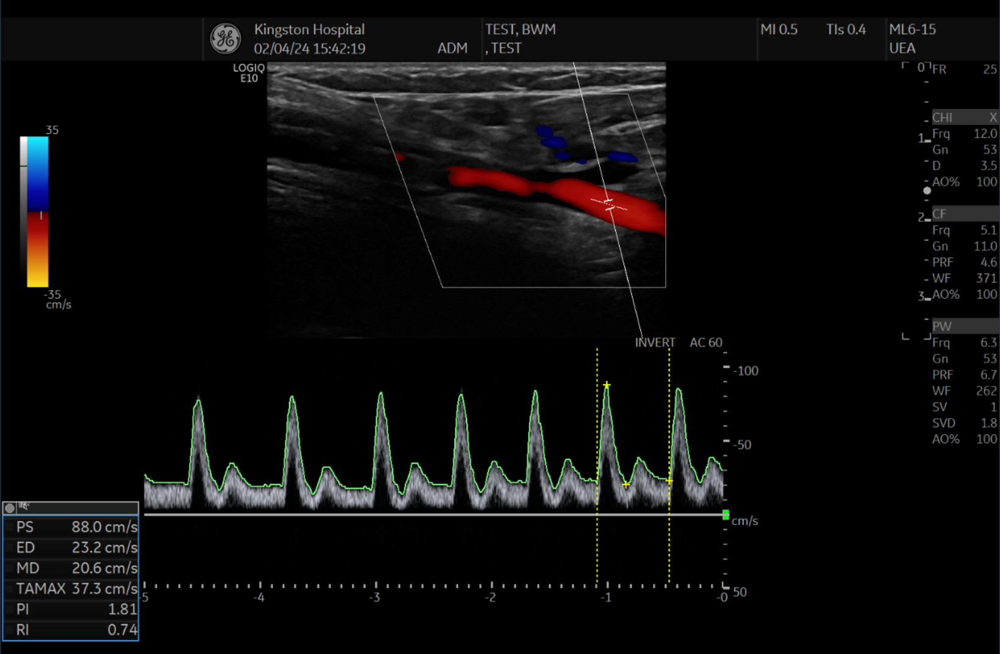 Kingston Hospital
02/04/24 15:42:19 ADM
TEST, BWM
, TEST
MI 0.5 TIs 0.4
ML6-15
UEA
LOGIQ
E10
35
-35
cm/s
0
1
2
3
FR 25
CHI X
Frq 12.0
Gn 53
D 3.5
AO% 100
CF
Frq 5.1
Gn 11.0
PRF 4.6
WF 371
AO% 100
PW
Frq 6.3
Gn 53
PRF 6.7
WF 262
SV 1
SVD 1.8
AO% 100
INVERT AC 60
-100
-50
cm/s
50
PS 88.0 cm/s
ED 23.2 cm/s
MD 20.6 cm/s
TAMAX 37.3 cm/s
PI 1.81
RI 0.74
5 -4 -3 -2 -1 -0